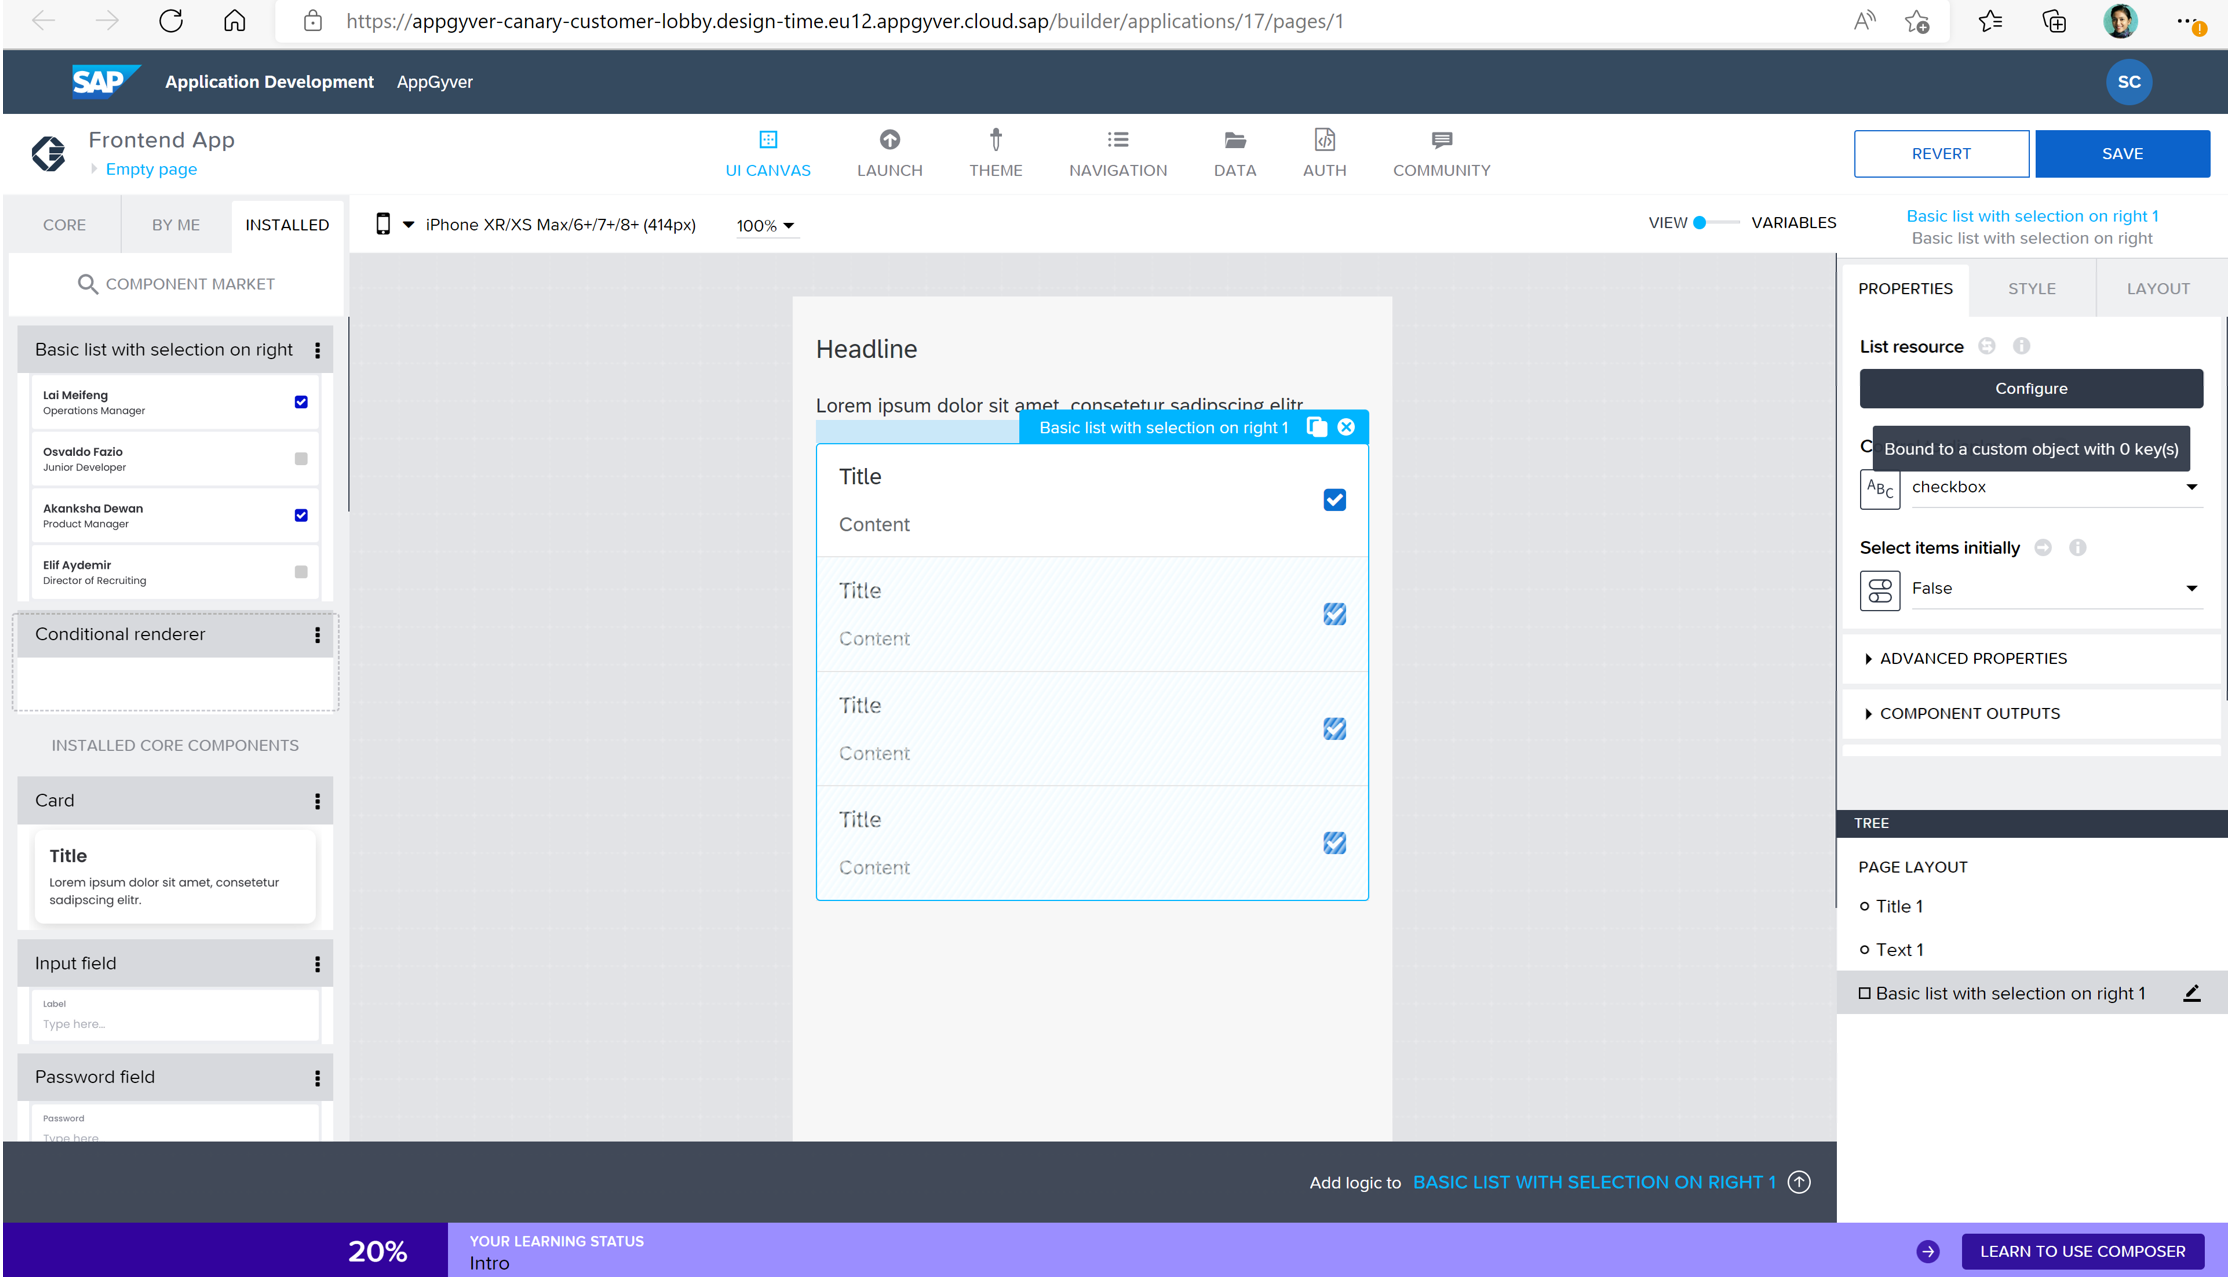 https://appgyver-canary-customer-lobby.design-time.eu12.appgyver.cloud.sap/builder/applications/17/pages/1
SAP Application Development AppGyver SC
Frontend App
Empty page
UI CANVAS LAUNCH THEME NAVIGATION DATA AUTH COMMUNITY
REVERT SAVE
CORE BY ME INSTALLED
iPhone XR/XS Max/6+/7+/8+ (414px) 100%
VIEW VARIABLES
Basic list with selection on right 1
Basic list with selection on right
COMPONENT MARKET
Basic list with selection on right
Lai Meifeng
Operations Manager
Osvaldo Fazio
Junior Developer
Akanksha Dewan
Product Manager
Elif Aydemir
Director of Recruiting
Conditional renderer
INSTALLED CORE COMPONENTS
Card
Title
Lorem ipsum dolor sit amet, consetetur
sadipscing elitr.
Input field
Label
Type here...
Password field
Password
Type here
Headline
Lorem ipsum dolor sit amet, consetetur sadipscing elitr
Basic list with selection on right 1
Title
Content
Title
Content
Title
Content
Title
Content
PROPERTIES STYLE LAYOUT
List resource
Configure
Bound to a custom object with 0 key(s)
ABC checkbox
Select items initially
False
ADVANCED PROPERTIES
COMPONENT OUTPUTS
TREE
PAGE LAYOUT
Title 1
Text 1
Basic list with selection on right 1
Add logic to BASIC LIST WITH SELECTION ON RIGHT 1
20%
YOUR LEARNING STATUS
Intro
LEARN TO USE COMPOSER